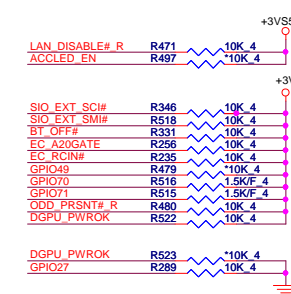 +3VS5
LAN_DISABLE#_R R471 10K_4
ACCLED_EN R497 *10K_4
+3V
SIO_EXT_SCI# R346 10K_4
SIO_EXT_SMI# R518 10K_4
BT_OFF# R331 10K_4
EC_A20GATE R256 10K_4
EC_RCIN# R235 10K_4
GPIO49 R479 *10K_4
GPIO70 R516 1.5K/F_4
GPIO71 R515 1.5K/F_4
ODD_PRSNT#_R R480 10K_4
DGPU_PWROK R522 10K_4
DGPU_PWROK R523 *10K_4
GPIO27 R289 10K_4